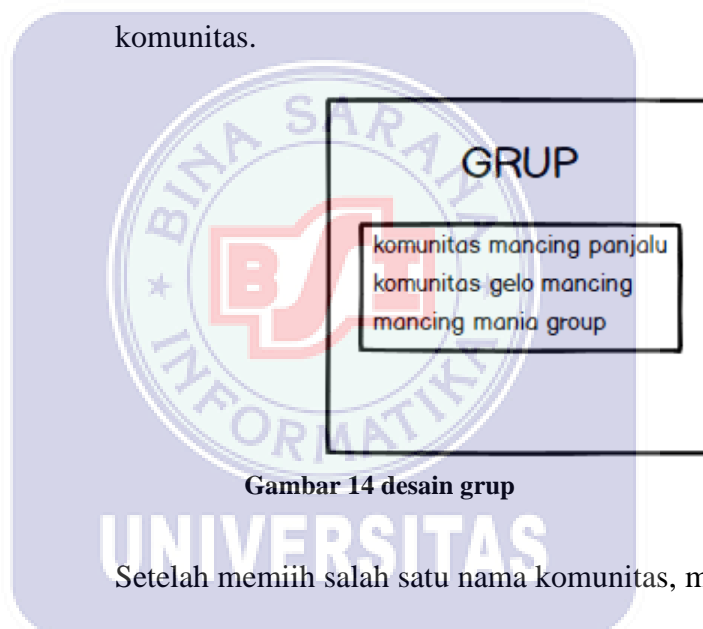 komunitas.
BINA SARANA
GRUP
komunitas mancing panjalu
komunitas gelo mancing
mancing mania group
BSI
INFORMATIKA
Gambar 14 desain grup
UNIVERSITAS
Setelah memiih salah satu nama komunitas,